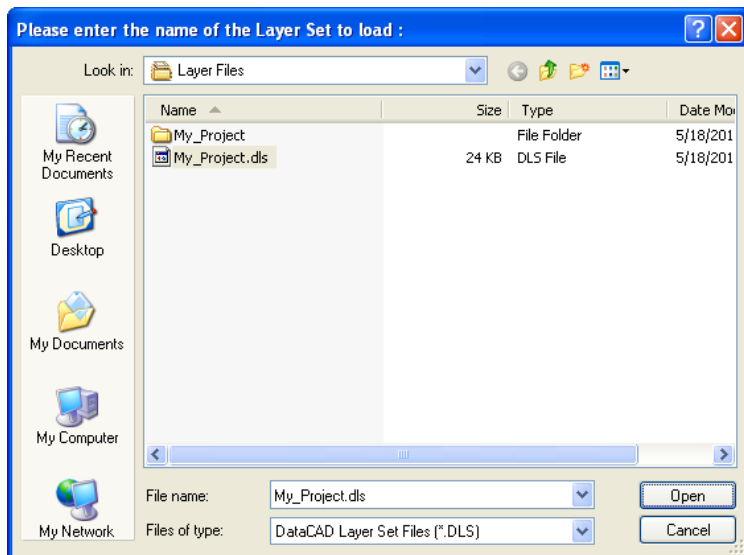 Please enter the name of the Layer Set to load :
Look in: Layer Files
Name Size Type Date Mo
My_Project File Folder 5/18/201
My_Project.dls 24 KB DLS File 5/18/201
My Recent
Documents
Desktop
My Documents
My Computer
My Network
File name: My_Project.dls Open
Files of type: DataCAD Layer Set Files (*.DLS) Cancel